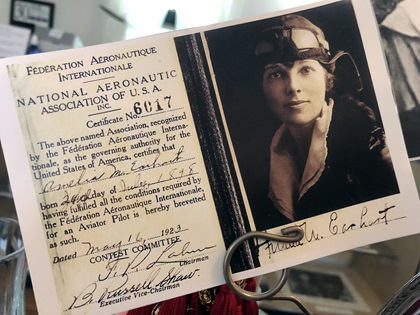 FÉDÉRATION AÉRONAUTIQUE
INTERNATIONALE
NATIONAL AERONAUTIC
ASSOCIATION OF U.S.A.
INC.
Certificate No. 6017
The above named Association, recognized
by the Fédération Aéronautique Interna-
tionale, as the governing authority for the
United States of America, certifies that
Amelia M. Earhart
born 24th day of July 1898
having fulfilled all the conditions required by
the Fédération Aéronautique Internationale,
for an Aviator Pilot is hereby brevetted
as such.
Dated May 16, 1923
CONTEST COMMITTEE
Chairman
B. Russell Shaw.
Executive Vice-Chairman
Amelia M. Earhart